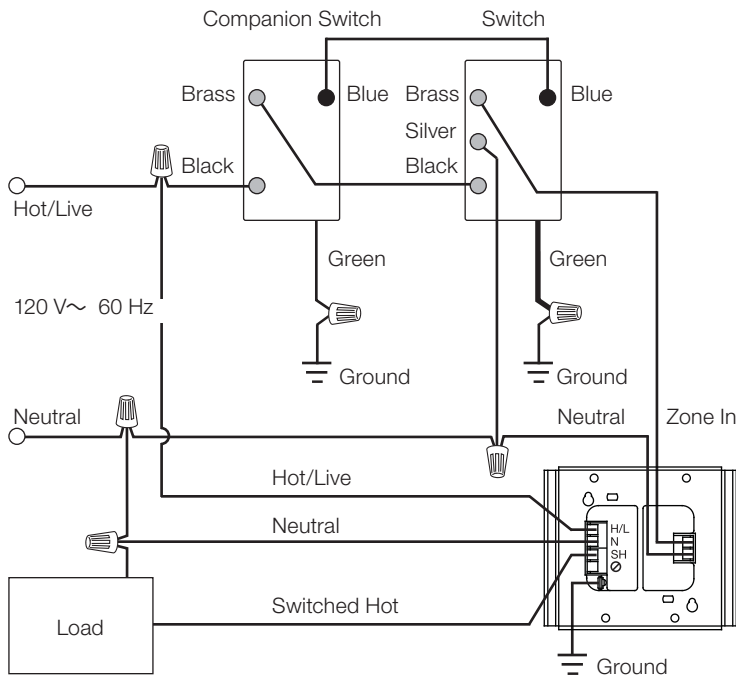 Companion Switch
Switch
Brass
Blue
Brass
Blue
Silver
Black
Black
Hot/Live
Green
Green
120 V~ 60 Hz
Ground
Ground
Neutral
Neutral
Zone In
Hot/Live
H/L
Neutral
N
SH
Switched Hot
Load
Ground